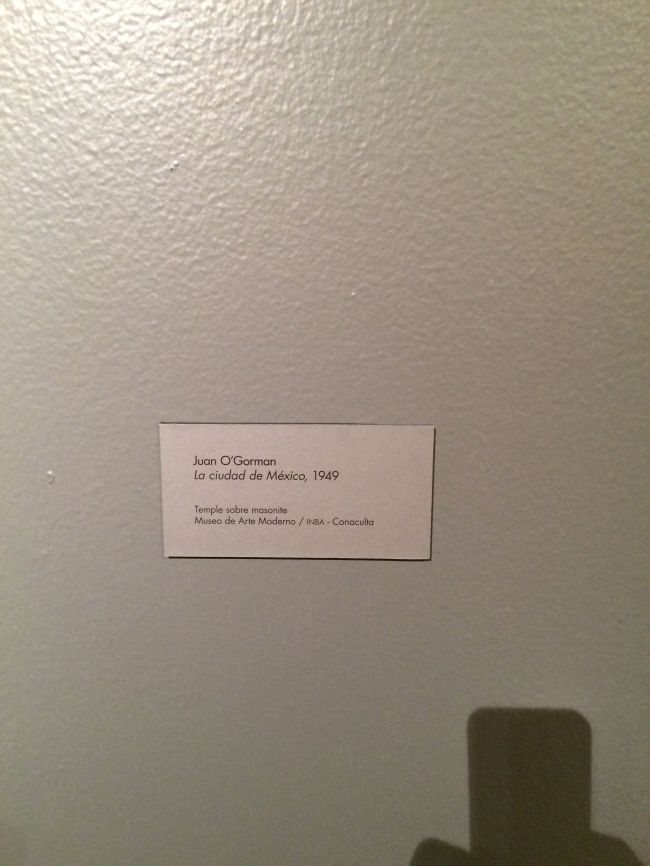 Juan O'Gorman
La ciudad de México, 1949
Temple sobre masonite
Museo de Arte Moderno / INBA - Conaculta